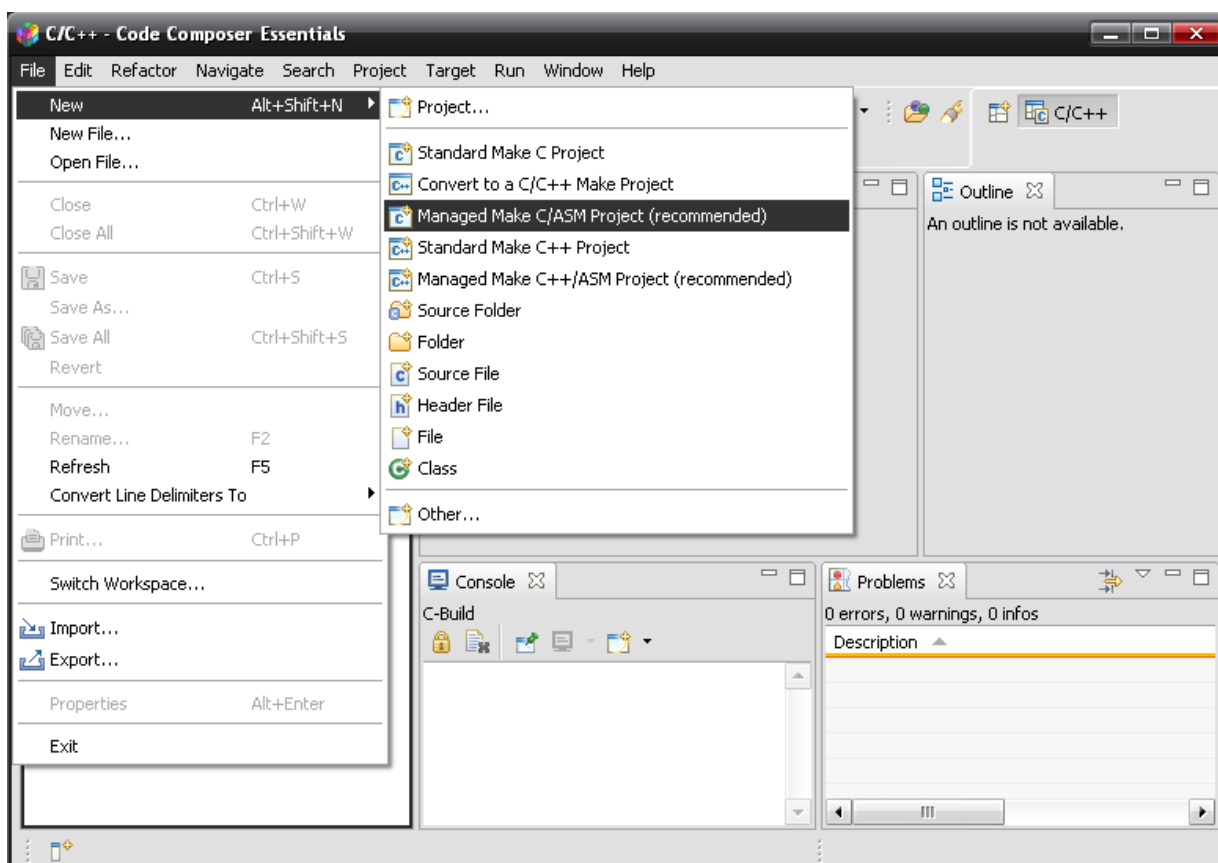 C/C++ - Code Composer Essentials
File Edit Refactor Navigate Search Project Target Run Window Help
New Alt+Shift+N
New File...
Open File...
Close Ctrl+W
Close All Ctrl+Shift+W
Save Ctrl+S
Save As...
Save All Ctrl+Shift+S
Revert
Move...
Rename... F2
Refresh F5
Convert Line Delimiters To
Print... Ctrl+P
Switch Workspace...
Import...
Export...
Properties Alt+Enter
Exit
Project...
Standard Make C Project
Convert to a C/C++ Make Project
Managed Make C/ASM Project (recommended)
Standard Make C++ Project
Managed Make C++/ASM Project (recommended)
Source Folder
Folder
Source File
Header File
File
Class
Other...
C/C++
Outline
An outline is not available.
Console
C-Build
Problems
0 errors, 0 warnings, 0 infos
Description